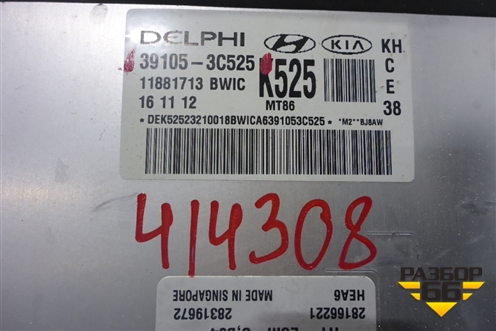 DELPHI HYUNDAI KIA KH
39105-3C525 K525 C
11881713 BWIC E
16 11 12 MT86 38
*DEK52523210018BWICA6391053C525* *M2**BJ8AW
414308
28166221 HEA6
28319672 MADE IN SINGAPORE
РАЗБОР
66